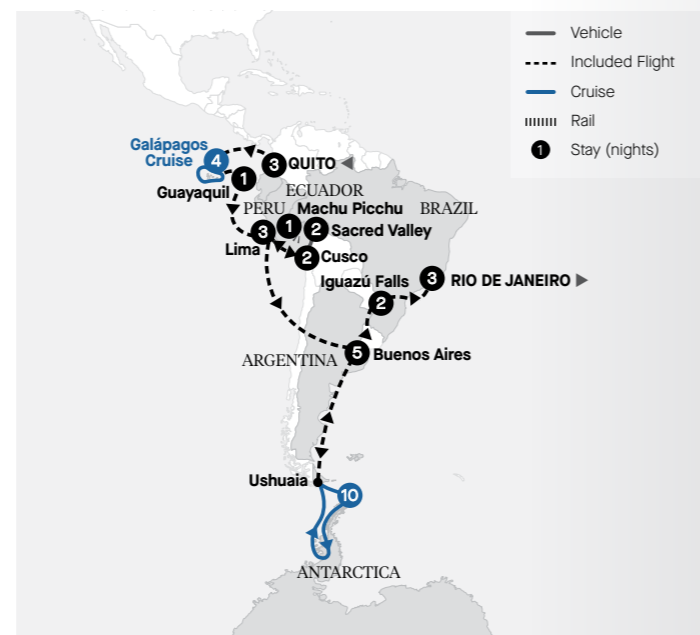 Vehicle
Included Flight
Cruise
Rail
1 Stay (nights)
Galápagos
Cruise
4
3 QUITO
Guayaquil
1
ECUADOR
PERU
Machu Picchu
BRAZIL
1
2 Sacred Valley
Lima
3
2 Cusco
Iguazú Falls
2
3 RIO DE JANEIRO
ARGENTINA
5 Buenos Aires
Ushuaia
10
ANTARCTICA